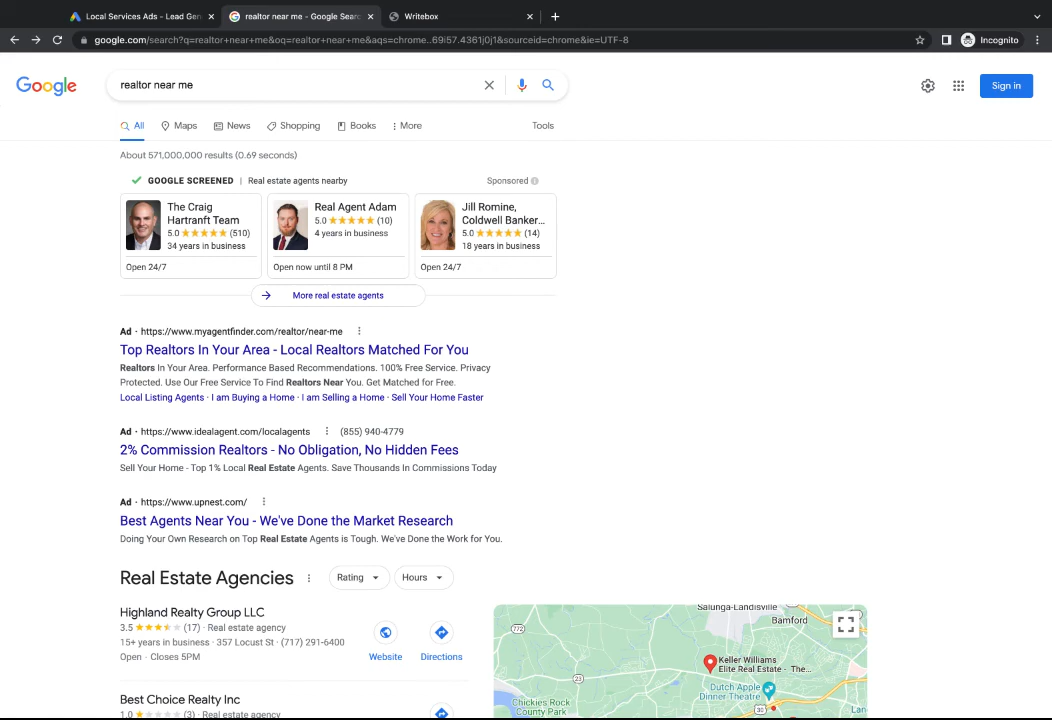 Local Services Ads - Lead Gen
realtor near me - Google Searc
Writebox
google.com/search?q=realtor+near+me&oq=realtor+near+me&aqs=chrome..69i57.4361j0j1&sourceid=chrome&ie=UTF-8
Incognito
Google
realtor near me
Sign in
All
Maps
News
Shopping
Books
More
Tools
About 571,000,000 results (0.69 seconds)
GOOGLE SCREENED | Real estate agents nearby
Sponsored
The Craig
Hartranft Team
5.0 (510)
34 years in business
Open 24/7
Real Agent Adam
5.0 (10)
4 years in business
Open now until 8 PM
Jill Romine,
Coldwell Banker...
5.0 (14)
18 years in business
Open 24/7
More real estate agents
Ad · https://www.myagentfinder.com/realtor/near-me
Top Realtors In Your Area - Local Realtors Matched For You
Realtors In Your Area. Performance Based Recommendations. 100% Free Service. Privacy
Protected. Use Our Free Service To Find Realtors Near You. Get Matched for Free.
Local Listing Agents · I am Buying a Home · I am Selling a Home · Sell Your Home Faster
Ad · https://www.idealagent.com/localagents (855) 940-4779
2% Commission Realtors - No Obligation, No Hidden Fees
Sell Your Home - Top 1% Local Real Estate Agents. Save Thousands In Commissions Today
Ad · https://www.upnest.com/
Best Agents Near You - We've Done the Market Research
Doing Your Own Research on Top Real Estate Agents is Tough. We've Done the Work for You.
Real Estate Agencies
Rating
Hours
Highland Realty Group LLC
3.5 (17) · Real estate agency
15+ years in business · 357 Locust St · (717) 291-6400
Open · Closes 5PM
Website
Directions
Best Choice Realty Inc
1.0 (3) · Real estate agency
Salunga-Landisville
Bamford
772
Keller Williams
Elite Real Estate - The...
23
Dutch Apple
Dinner Theatre
30
Chickies Rock
County Park
Lan